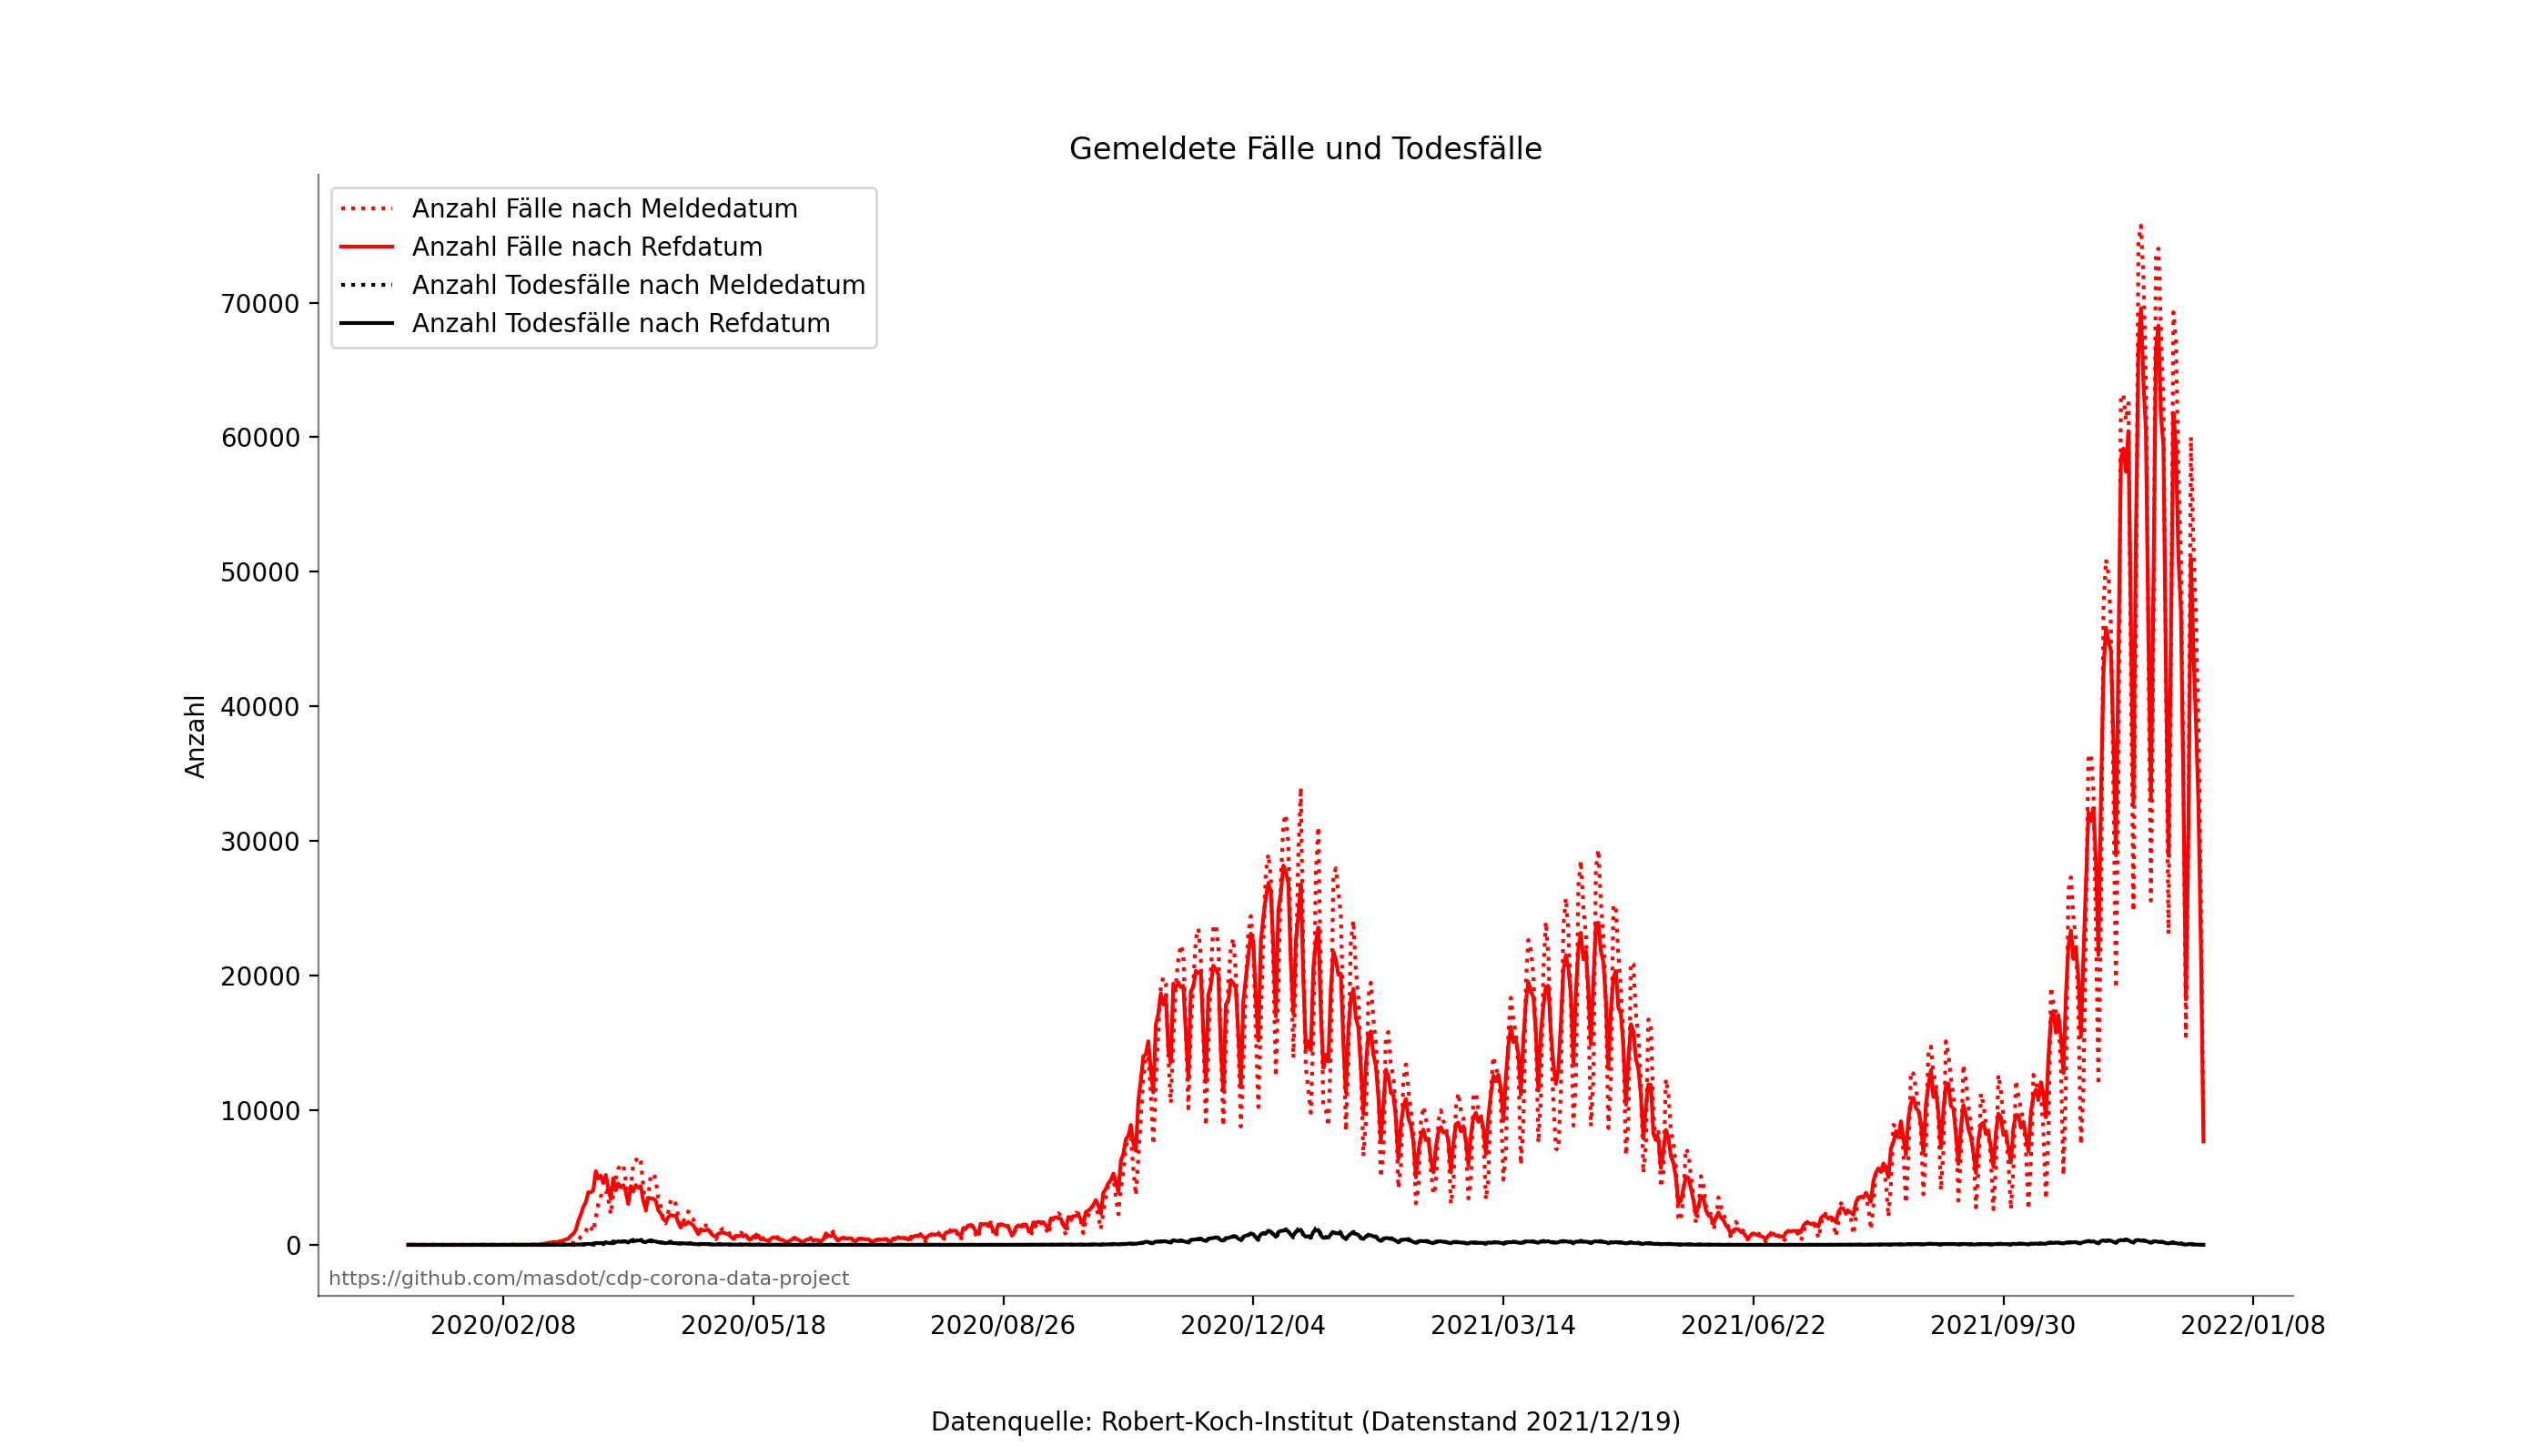 Gemeldete Fälle und Todesfälle
Anzahl Fälle nach Meldedatum
Anzahl Fälle nach Refdatum
Anzahl Todesfälle nach Meldedatum
Anzahl Todesfälle nach Refdatum
70000
60000
50000
40000
30000
20000
10000
0
Anzahl
https://github.com/masdot/cdp-corona-data-project
2020/02/08 2020/05/18 2020/08/26 2020/12/04 2021/03/14 2021/06/22 2021/09/30 2022/01/08
Datenquelle: Robert-Koch-Institut (Datenstand 2021/12/19)